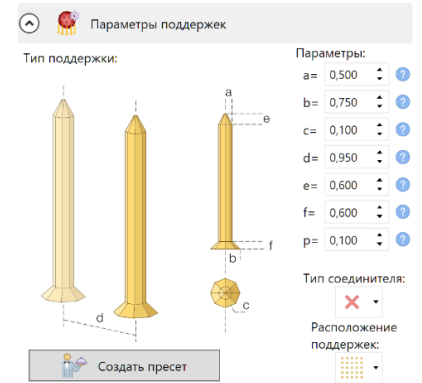 Параметры поддержек
Тип поддержки:
a
e
f
b
c
d
Создать пресет
Параметры:
a= 0,500 ?
b= 0,750 ?
c= 0,100 ?
d= 0,950 ?
e= 0,600 ?
f= 0,600 ?
p= 0,100 ?
Тип соединителя:
Расположение
поддержек: